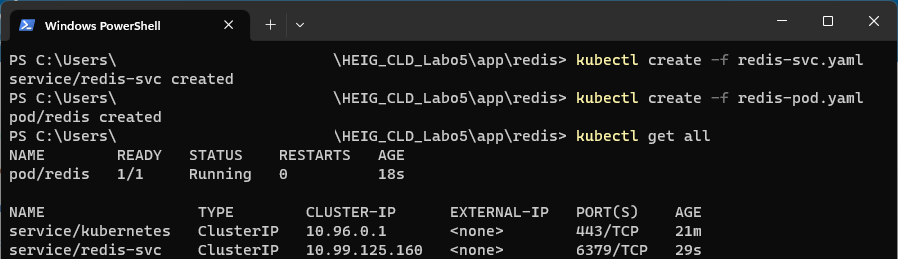 Windows PowerShell
PS C:\Users\ \HEIG_CLD_Labo5\app\redis> kubectl create -f redis-svc.yaml
service/redis-svc created
PS C:\Users\ \HEIG_CLD_Labo5\app\redis> kubectl create -f redis-pod.yaml
pod/redis created
PS C:\Users\ \HEIG_CLD_Labo5\app\redis> kubectl get all
NAME READY STATUS RESTARTS AGE
pod/redis 1/1 Running 0 18s
NAME TYPE CLUSTER-IP EXTERNAL-IP PORT(S) AGE
service/kubernetes ClusterIP 10.96.0.1 <none> 443/TCP 21m
service/redis-svc ClusterIP 10.99.125.160 <none> 6379/TCP 29s